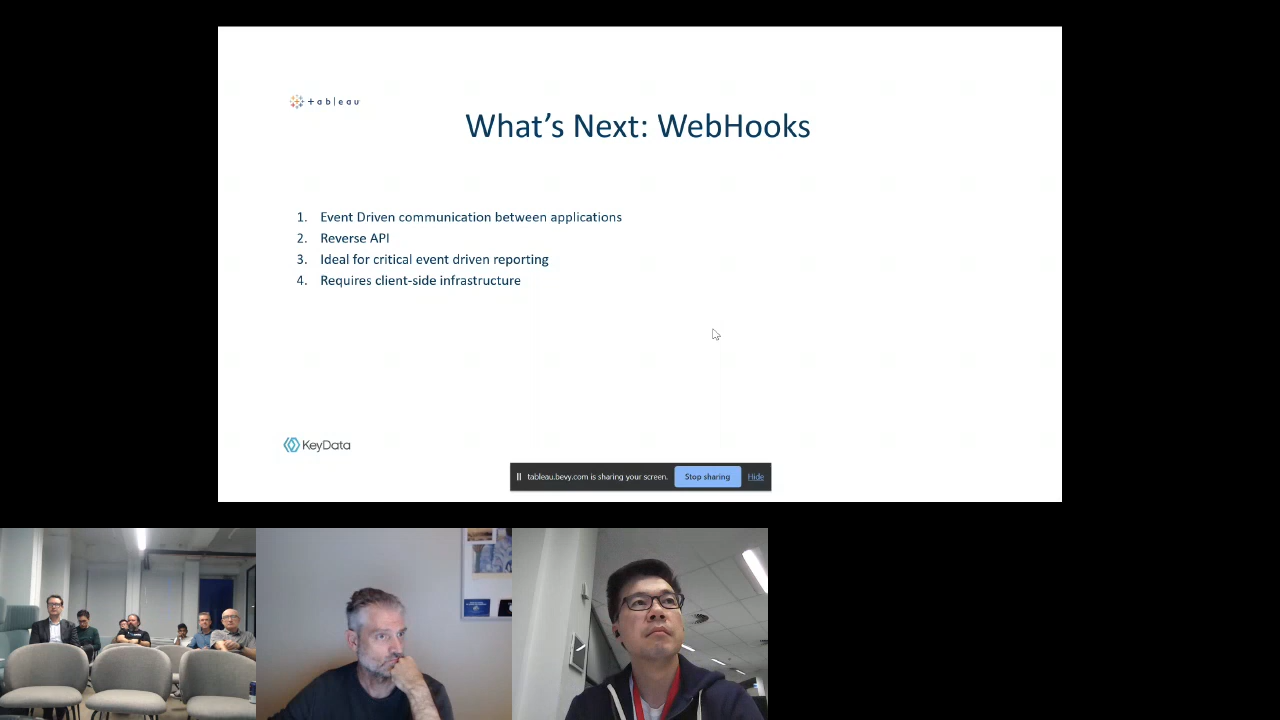 +ableau
What's Next: WebHooks
1. Event Driven communication between applications
2. Reverse API
3. Ideal for critical event driven reporting
4. Requires client-side infrastructure
KeyData
tableau.bevy.com is sharing your screen. Stop sharing Hide